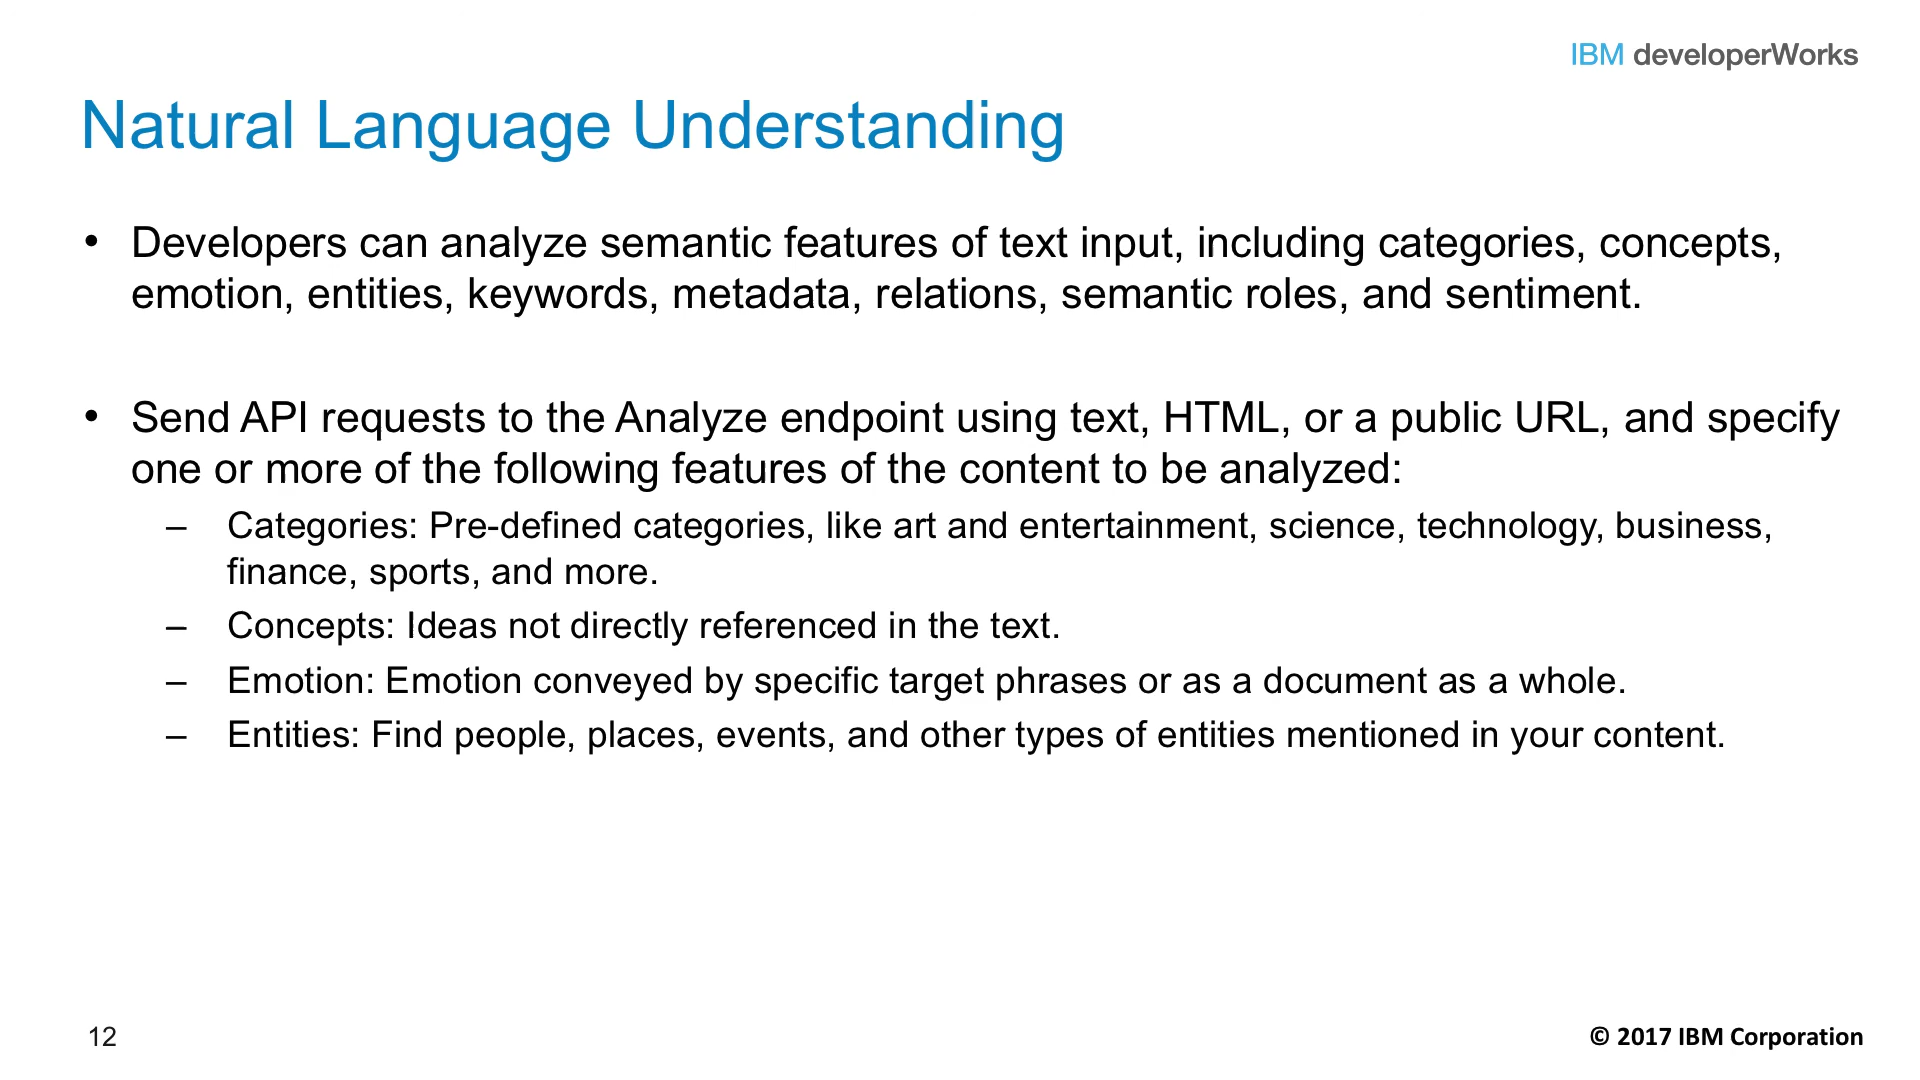 IBM developerWorks
Natural Language Understanding
• Developers can analyze semantic features of text input, including categories, concepts,
emotion, entities, keywords, metadata, relations, semantic roles, and sentiment.
• Send API requests to the Analyze endpoint using text, HTML, or a public URL, and specify
one or more of the following features of the content to be analyzed:
– Categories: Pre-defined categories, like art and entertainment, science, technology, business,
finance, sports, and more.
– Concepts: Ideas not directly referenced in the text.
– Emotion: Emotion conveyed by specific target phrases or as a document as a whole.
– Entities: Find people, places, events, and other types of entities mentioned in your content.
12
© 2017 IBM Corporation